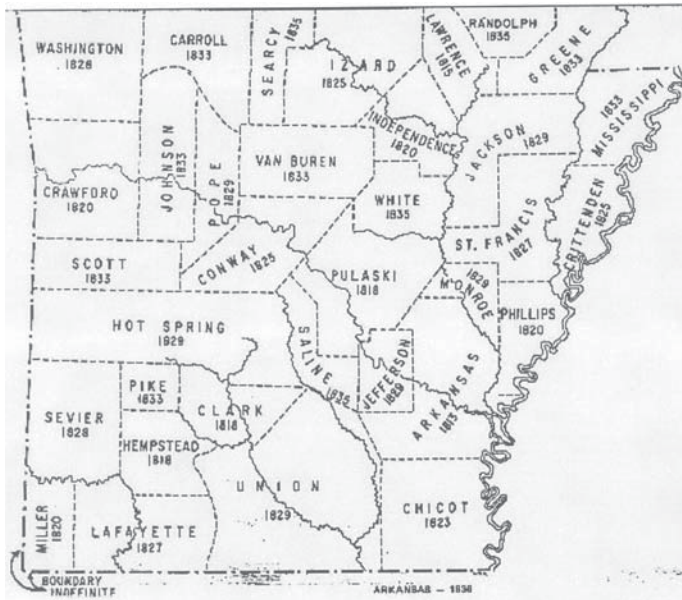 WASHINGTON
1828
CARROLL
1833
SEARCY
1835
IZARD
1825
LAWRENCE
1815
RANDOLPH
1835
GREENE
1833
1833
MISSISSIPPI
INDEPENDENCE
1820
JACKSON
1829
JOHNSON
1833
POPE
1829
VAN BUREN
1833
CRAWFORD
1820
WHITE
1835
ST. FRANCIS
1827
CRITTENDEN
1825
SCOTT
1833
CONWAY
1825
PULASKI
1818
1829
MONROE
PHILLIPS
1820
HOT SPRING
1829
SALINE
1835
JEFFERSON
1829
ARKANSAS
1813
PIKE
1833
CLARK
1818
SEVIER
1828
HEMPSTEAD
1818
UNION
1829
CHICOT
1823
MILLER
1820
LAFAYETTE
1827
BOUNDARY
INDEFINITE
ARKANSAS — 1836